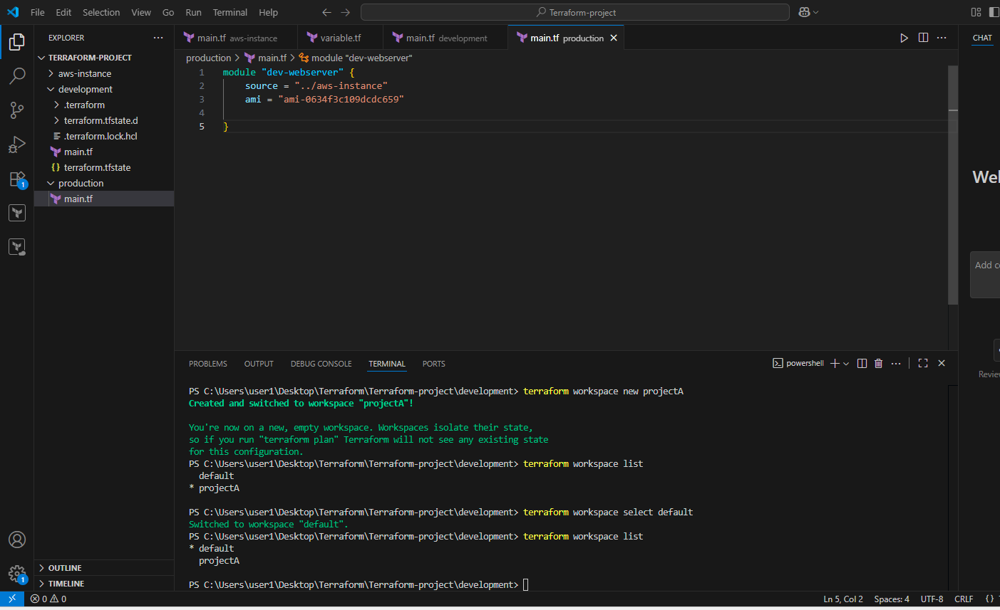 File Edit Selection View Go Run Terminal Help
Terraform-project
EXPLORER
TERRAFORM-PROJECT
aws-instance
development
.terraform
terraform.tfstate.d
.terraform.lock.hcl
main.tf
terraform.tfstate
production
main.tf
OUTLINE
TIMELINE
main.tf aws-instance
variable.tf
main.tf development
main.tf production
production > main.tf > module "dev-webserver"
1 module "dev-webserver" {
2 source = "../aws-instance"
3 ami = "ami-0634f3c109dcdc659"
4
5 }
PROBLEMS OUTPUT DEBUG CONSOLE TERMINAL PORTS
powershell
PS C:\Users\user1\Desktop\Terraform\Terraform-project\development> terraform workspace new projectA
Created and switched to workspace "projectA"!
You're now on a new, empty workspace. Workspaces isolate their state,
so if you run "terraform plan" Terraform will not see any existing state
for this configuration.
PS C:\Users\user1\Desktop\Terraform\Terraform-project\development> terraform workspace list
default
* projectA
PS C:\Users\user1\Desktop\Terraform\Terraform-project\development> terraform workspace select default
Switched to workspace "default".
PS C:\Users\user1\Desktop\Terraform\Terraform-project\development> terraform workspace list
* default
projectA
PS C:\Users\user1\Desktop\Terraform\Terraform-project\development>
CHAT
Wel
Add co
Review
1
1
0 0
Ln 5, Col 2 Spaces: 4 UTF-8 CRLF {}